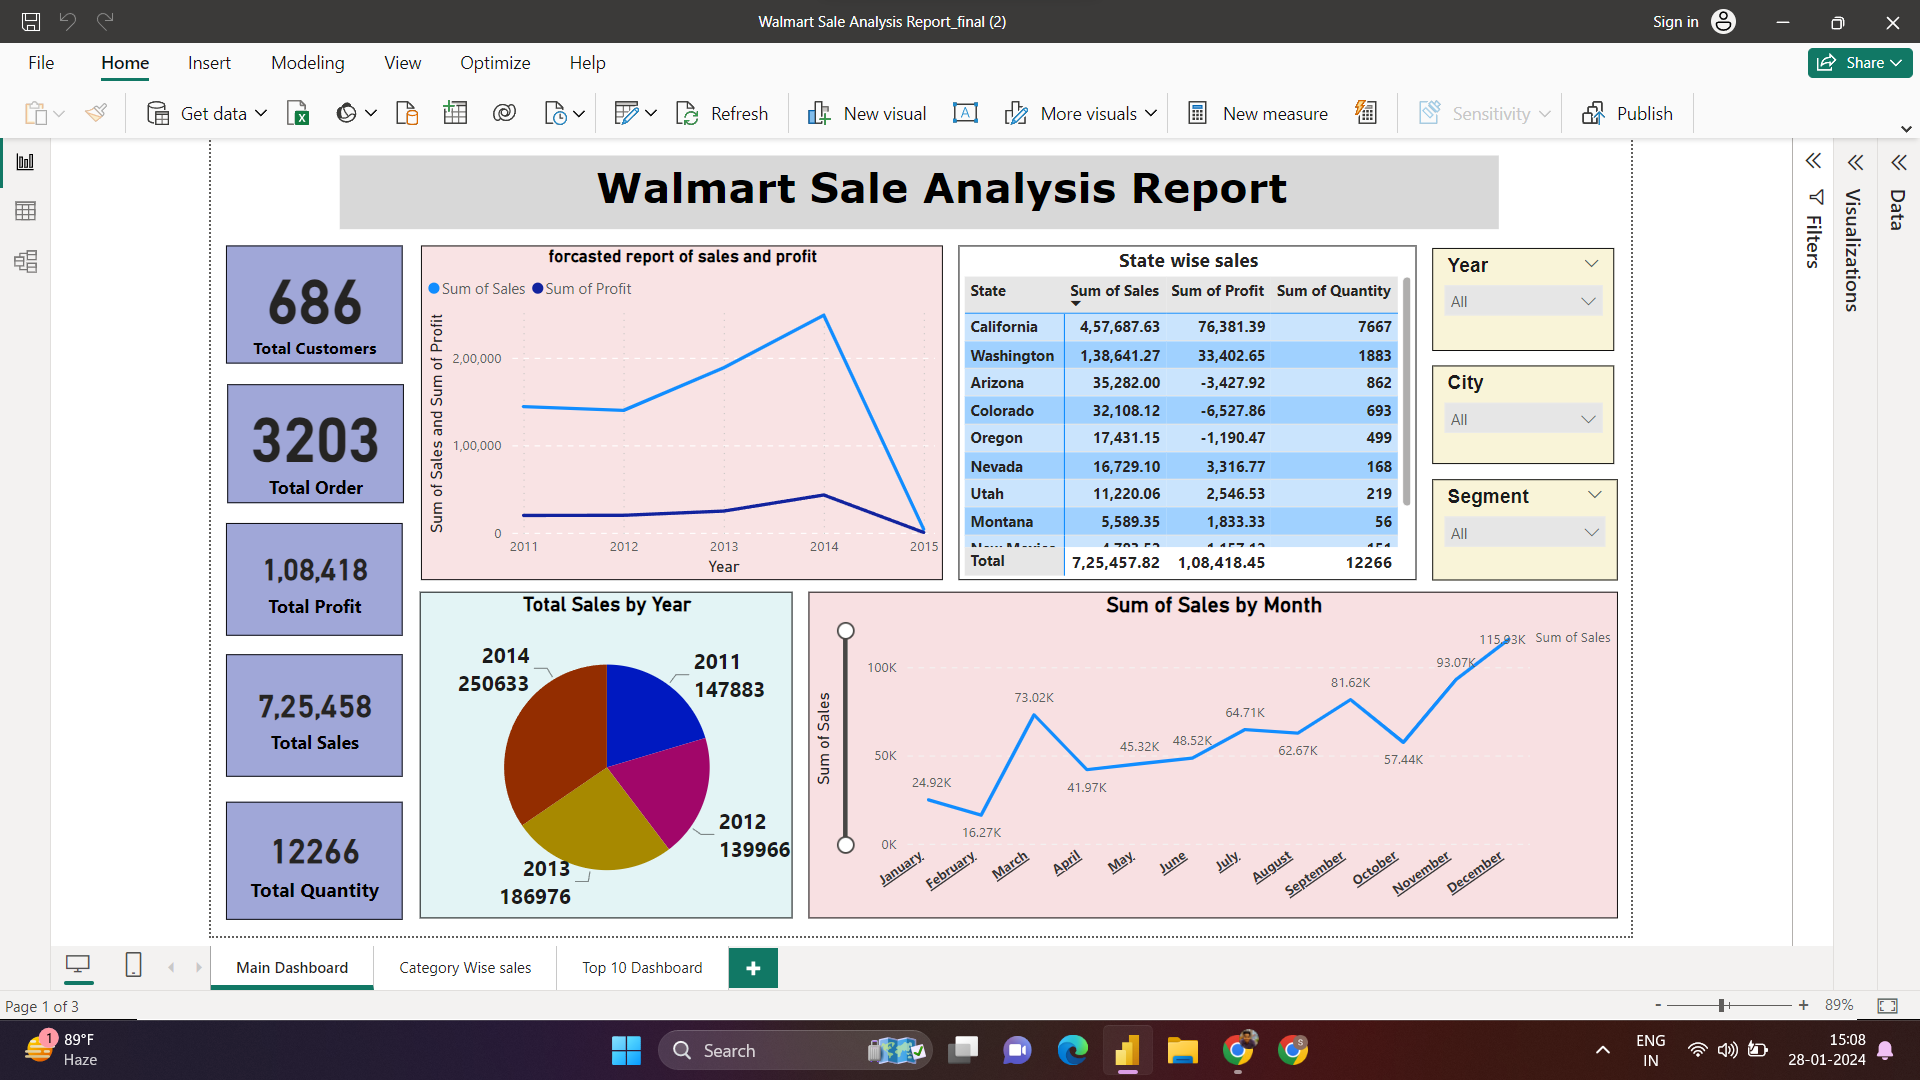 Walmart Sale Analysis Report_final (2)
Sign in
File Home Insert Modeling View Optimize Help
Share
Get data
Refresh
New visual
More visuals
New measure
Sensitivity
Publish
Walmart Sale Analysis Report
686
Total Customers
3203
Total Order
1,08,418
Total Profit
7,25,458
Total Sales
12266
Total Quantity
forcasted report of sales and profit
Sum of Sales Sum of Profit
Sum of Sales and Sum of Profit
2,00,000
1,00,000
0
2011 2012 2013 2014 2015
Year
State wise sales
State Sum of Sales Sum of Profit Sum of Quantity
California 4,57,687.63 76,381.39 7667
Washington 1,38,641.27 33,402.65 1883
Arizona 35,282.00 -3,427.92 862
Colorado 32,108.12 -6,527.86 693
Oregon 17,431.15 -1,190.47 499
Nevada 16,729.10 3,316.77 168
Utah 11,220.06 2,546.53 219
Montana 5,589.35 1,833.33 56
Total 7,25,457.82 1,08,418.45 12266
Year
All
City
All
Segment
All
Filters
Visualizations
Data
Total Sales by Year
2014
250633
2011
147883
2012
139966
2013
186976
Sum of Sales by Month
Sum of Sales
100K
50K
0K
24.92K
16.27K
73.02K
41.97K
45.32K
48.52K
64.71K
62.67K
81.62K
57.44K
93.07K
115.93K
Sum of Sales
January February March April May June July August September October November December
Main Dashboard Category Wise sales Top 10 Dashboard +
Page 1 of 3
- + 89%
1
89°F
Haze
Search
S
ENG
IN
15:08
28-01-2024